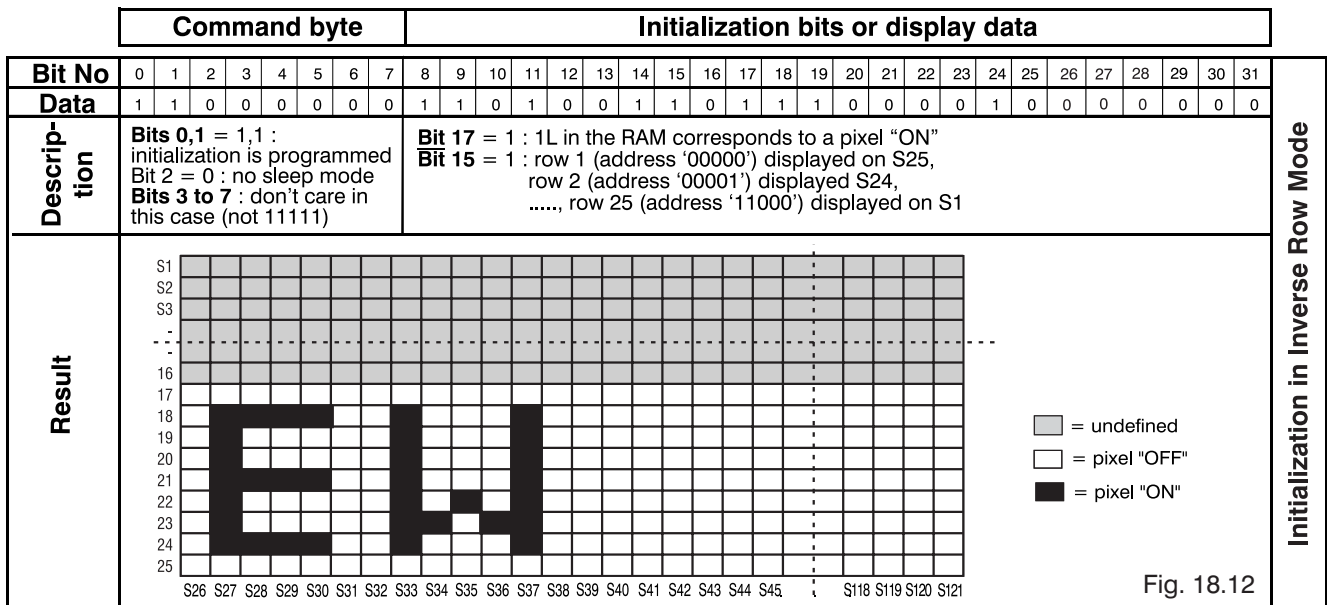 Command byte Initialization bits or display data
Bit No 0 1 2 3 4 5 6 7 8 9 10 11 12 13 14 15 16 17 18 19 20 21 22 23 24 25 26 27 28 29 30 31
Data 1 1 0 0 0 0 0 0 1 1 0 1 0 0 1 1 0 1 1 1 0 0 0 0 1 0 0 0 0 0 0 0
Descrip-
tion
Bits 0,1 = 1,1 :
initialization is programmed
Bit 2 = 0 : no sleep mode
Bits 3 to 7 : don't care in
this case (not 11111)
Bit 17 = 1 : 1L in the RAM corresponds to a pixel “ON”
Bit 15 = 1 : row 1 (address ‘00000’) displayed on S25,
row 2 (address ‘00001’) displayed S24,
....., row 25 (address ‘11000’) displayed on S1
Result
S1
S2
S3
-
-
16
17
18
19
20
21
22
23
24
25
S26 S27 S28 S29 S30 S31 S32 S33 S34 S35 S36 S37 S38 S39 S40 S41 S42 S43 S44 S45 . . S118 S119 S120 S121
EW
= undefined
= pixel "OFF"
= pixel "ON"
Fig. 18.12
Initialization in Inverse Row Mode